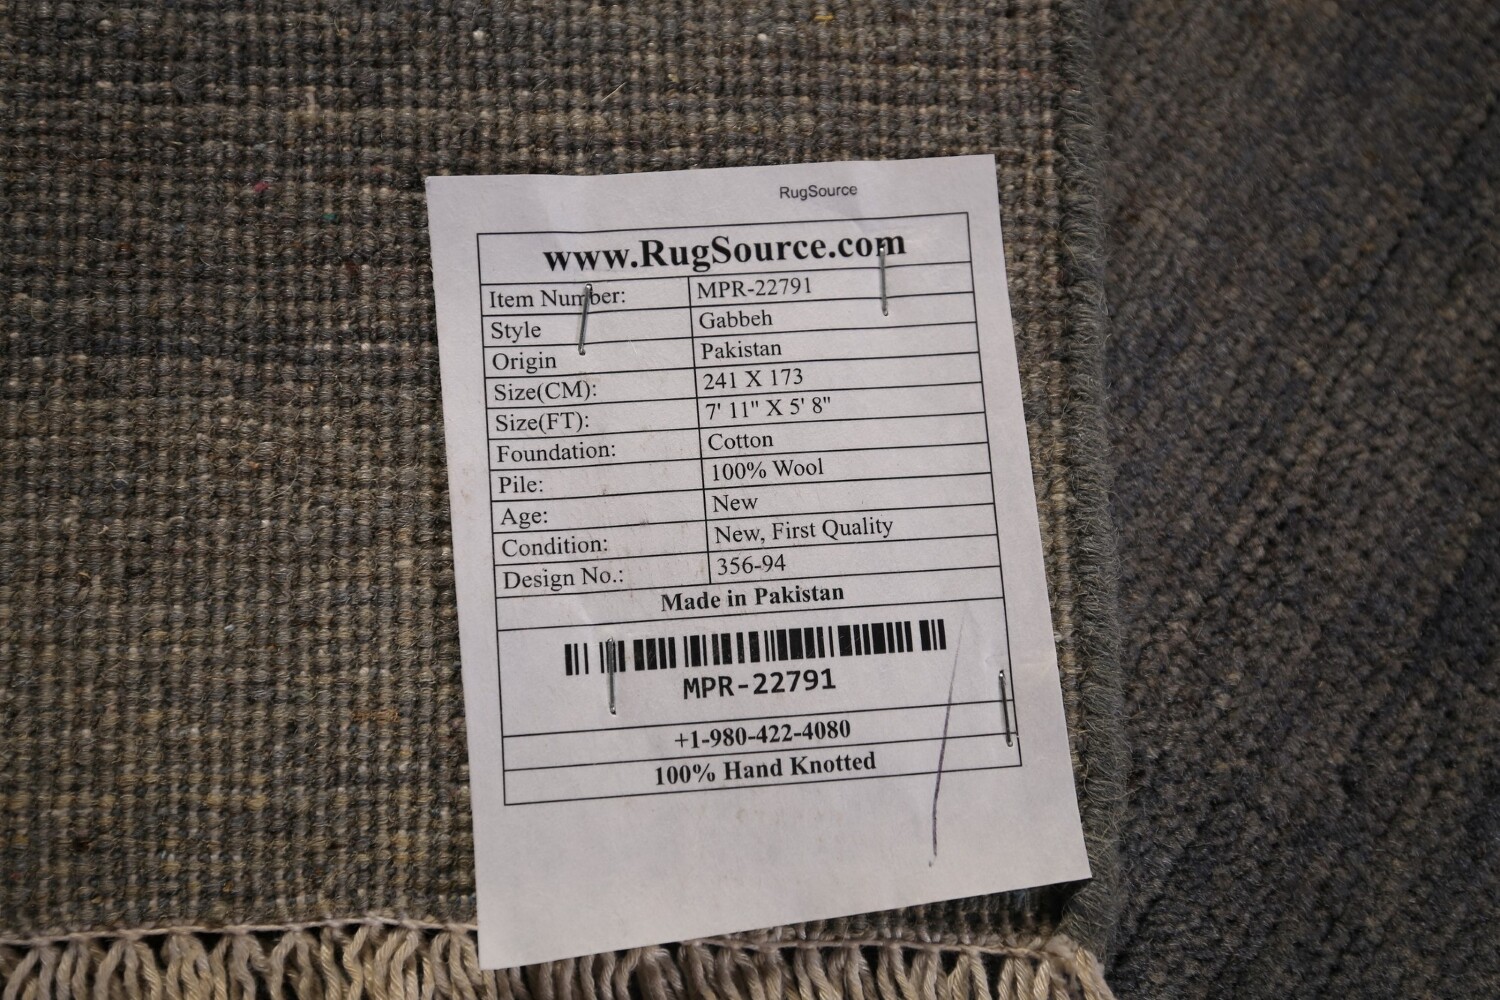 RugSource
www.RugSource.com
Item Number: MPR-22791
Style Gabbeh
Origin Pakistan
Size(CM): 241 X 173
Size(FT): 7' 11" X 5' 8"
Foundation: Cotton
Pile: 100% Wool
Age: New
Condition: New, First Quality
Design No.: 356-94
Made in Pakistan
MPR-22791
+1-980-422-4080
100% Hand Knotted